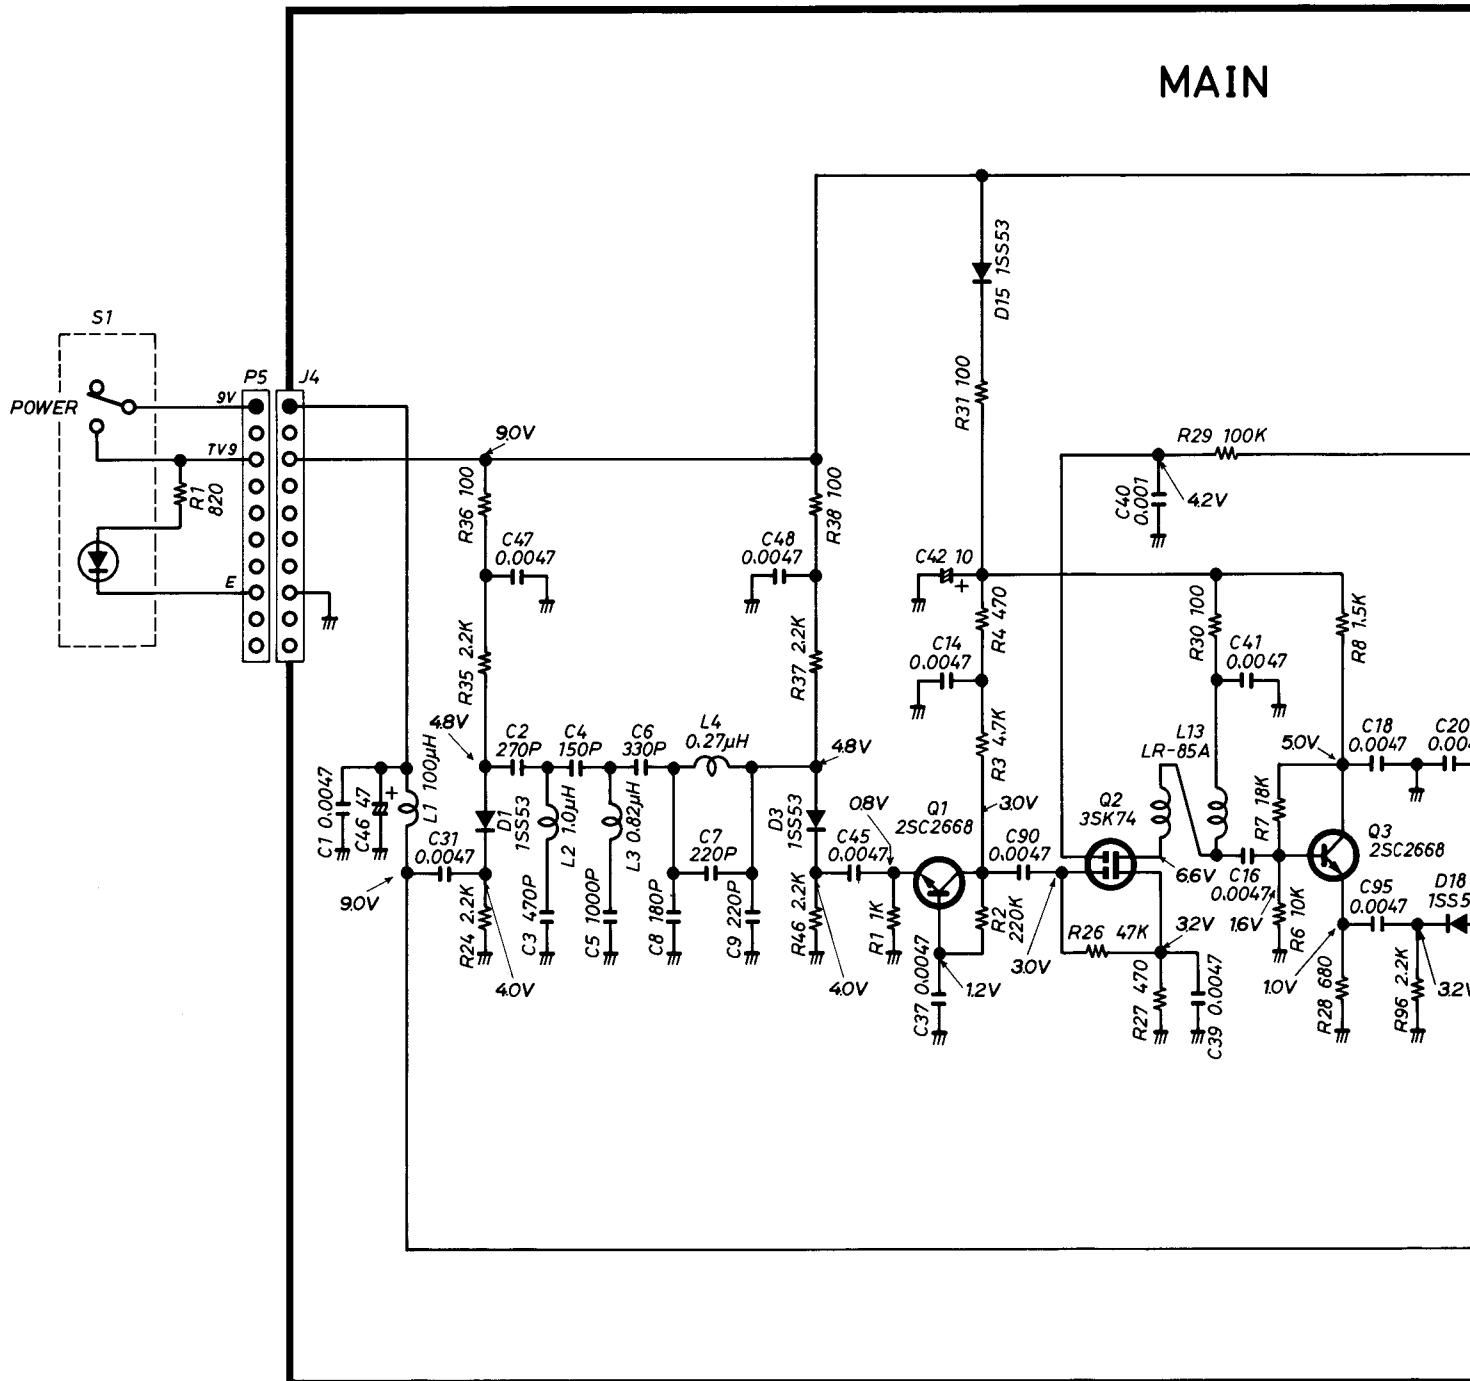 MAIN
D15 1SS53
S1
P5
J4
POWER
9V
TV9
R1
820
E
R31 100
9.0V
R29 100K
R36 100
R38 100
C40
0.001
4.2V
C47
0.0047
C48
0.0047
C42 10
+
R4 470
R30 100
R8 1.5K
R35 2.2K
R37 2.2K
C14
0.0047
C41
0.0047
4.8V
C2
270P
C4
150P
C6
330P
L4
0.27μH
4.8V
R3 4.7K
L13
LR-85A
5.0V
C18
0.0047
C20
C1 0.0047
C46 47
+
L1 100μH
C31
0.0047
D1
1SS53
L2 1.0μH
L3 0.82μH
C7
220P
D3
1SS53
C45
0.0047
0.8V
Q1
2SC2668
3.0V
C90
0.0047
Q2
3SK74
6.6V
R7 18K
C16
0.0047
Q3
2SC2668
9.0V
R24 2.2K
C3 470P
C5 1000P
C8 180P
C9 220P
R46 2.2K
R1 1K
R2
220K
R26 47K
3.2V
1.6V
R6 10K
C95
0.0047
D18
1SS5
4.0V
4.0V
C37 0.0047
1.2V
3.0V
R27 470
C39 0.0047
1.0V
R28 680
R96 2.2K
3.2V